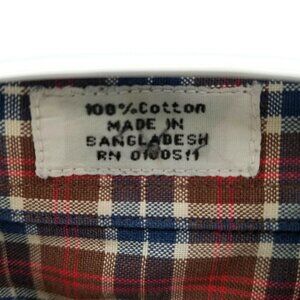 100% Cotton
MADE IN
BANGLADESH
RN 0100511